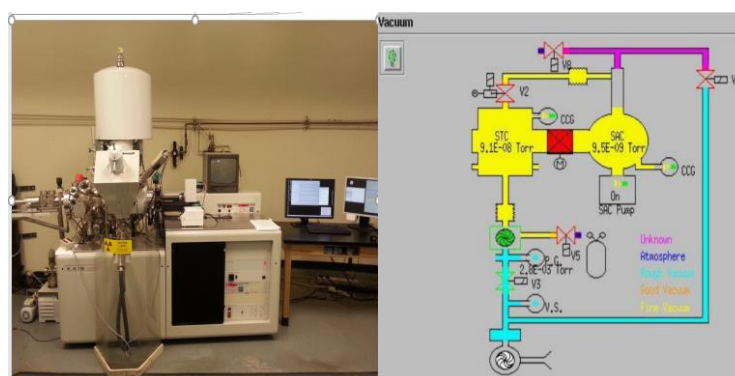 Vacuum
V8
V2
V
CCG
STC
9.1E-08 Torr
SAC
9.5E-09 Torr
M
CCG
On
SAC Pump
V5
P.G.
2.8E-03 Torr
V3
V.S.
Unknown
Atmosphere
Rough Vacuum
Good Vacuum
Fine Vacuum